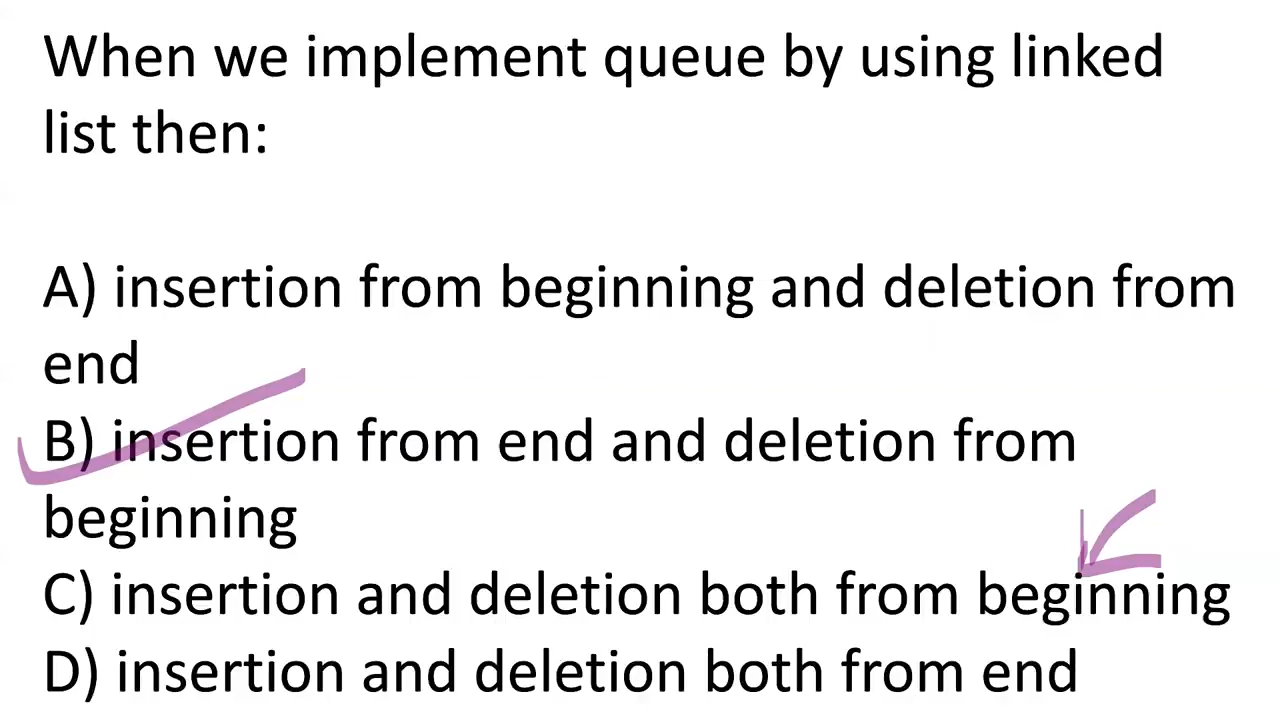 When we implement queue by using linked
list then:
A) insertion from beginning and deletion from
end
B) insertion from end and deletion from
beginning
C) insertion and deletion both from beginning
D) insertion and deletion both from end